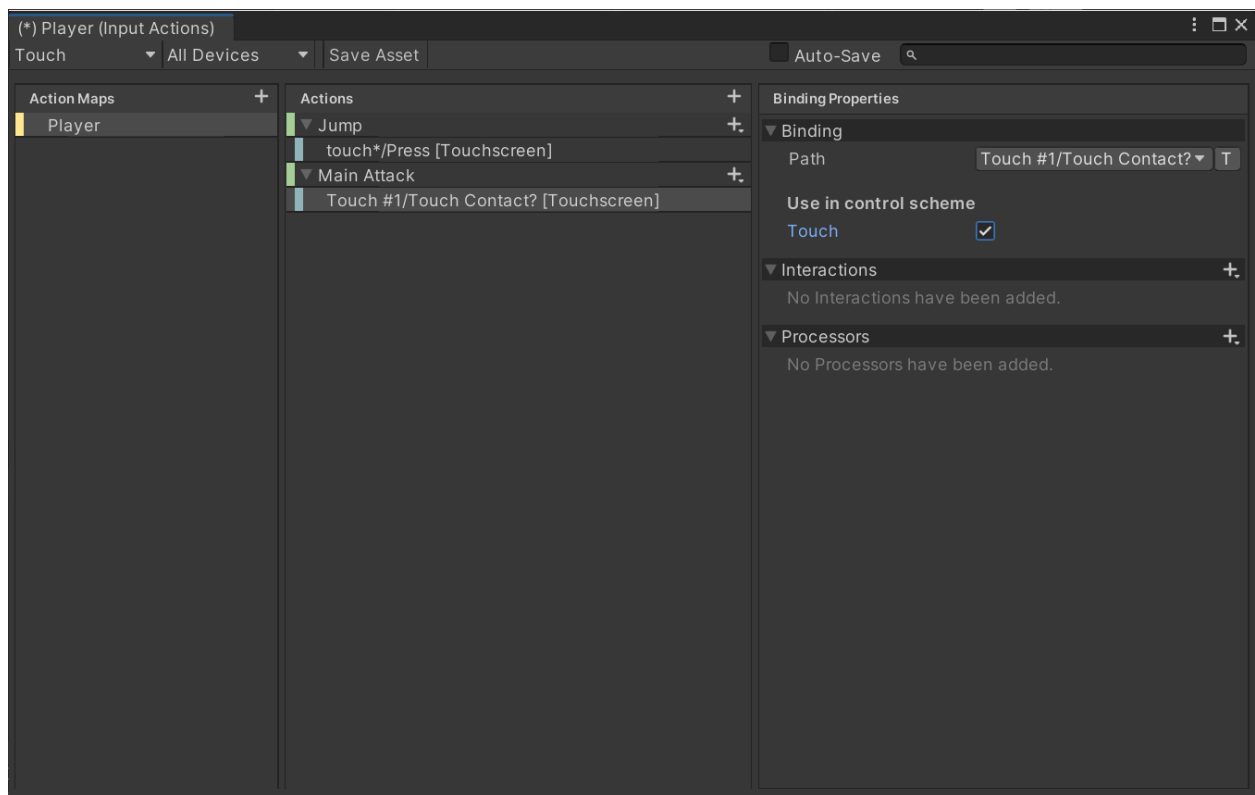 (*) Player (Input Actions)
Touch All Devices Save Asset Auto-Save
Action Maps
Player
Actions
Jump
touch*/Press [Touchscreen]
Main Attack
Touch #1/Touch Contact? [Touchscreen]
Binding Properties
Binding
Path Touch #1/Touch Contact? T
Use in control scheme
Touch
Interactions
No Interactions have been added.
Processors
No Processors have been added.